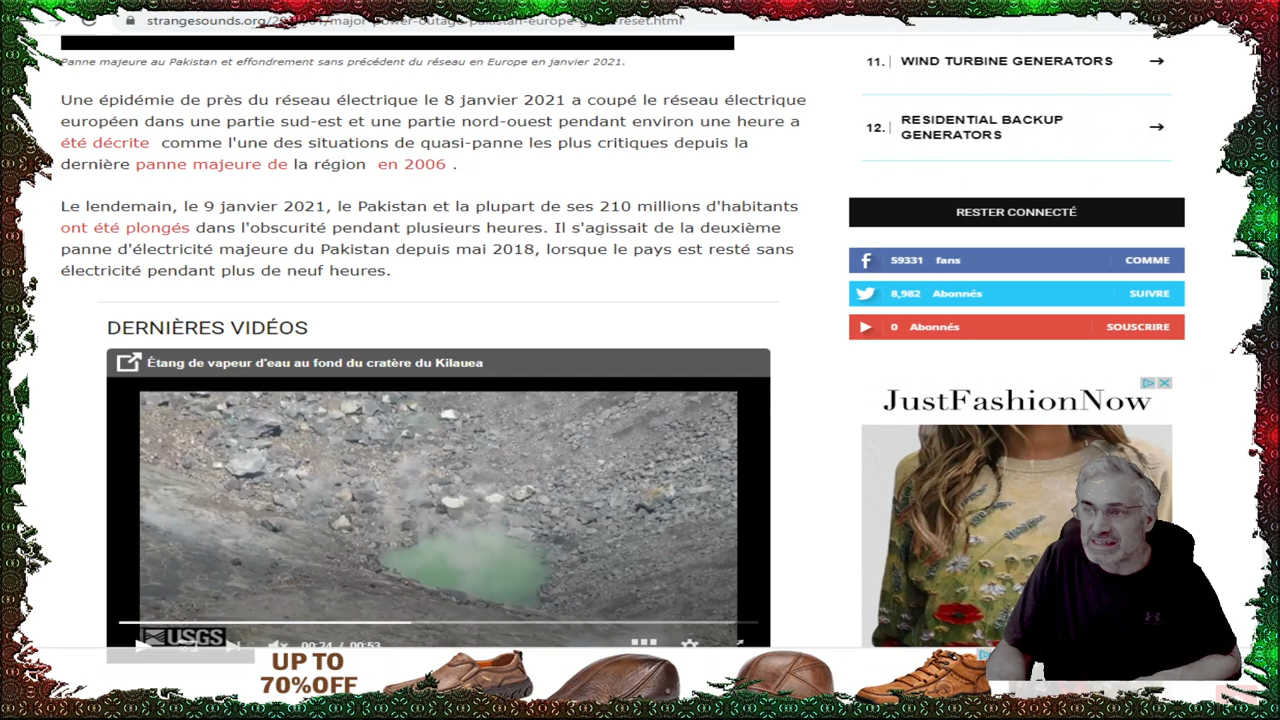 strangesounds.org/
Panne majeure au Pakistan et effondrement sans précédent du réseau en Europe en janvier 2021.
Une épidémie de près du réseau électrique le 8 janvier 2021 a coupé le réseau électrique
européen dans une partie sud-est et une partie nord-ouest pendant environ une heure a
été décrite comme l'une des situations de quasi-panne les plus critiques depuis la
dernière panne majeure de la région en 2006 .
Le lendemain, le 9 janvier 2021, le Pakistan et la plupart de ses 210 millions d'habitants
ont été plongés dans l'obscurité pendant plusieurs heures. Il s'agissait de la deuxième
panne d'électricité majeure du Pakistan depuis mai 2018, lorsque le pays est resté sans
électricité pendant plus de neuf heures.
DERNIÈRES VIDÉOS
Étang de vapeur d'eau au fond du cratère du Kilauea
USGS
00:24 / 00:53
UP TO
70%OFF
11. WIND TURBINE GENERATORS
12. RESIDENTIAL BACKUP
GENERATORS
RESTER CONNECTÉ
59331 fans COMME
8,982 Abonnés SUIVRE
0 Abonnés SOUSCRIRE
JUSTFASHIONNOW